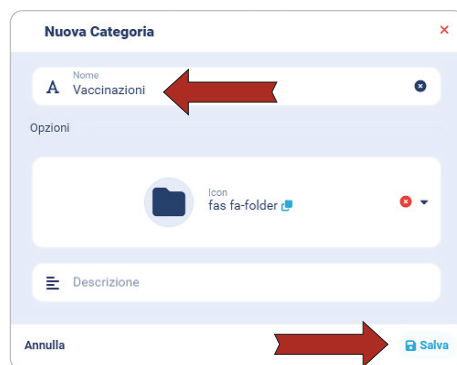 Nuova Categoria
Nome
Vaccinazioni
Opzioni
Icon
fas fa-folder
Descrizione
Annulla
Salva